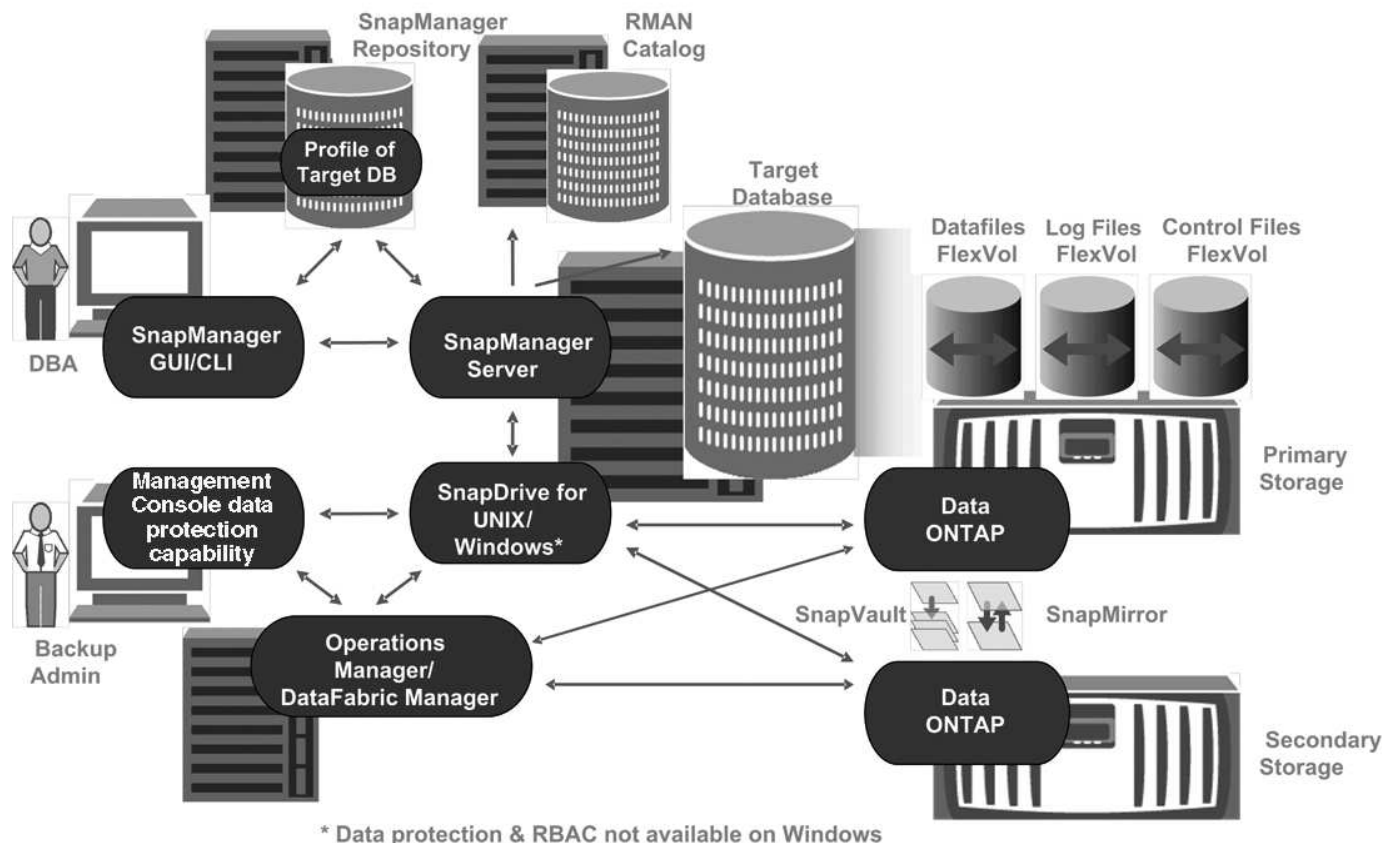 SnapManager
Repository
RMAN
Catalog
Profile of
Target DB
Target
Database
Datafiles
FlexVol
Log Files
FlexVol
Control Files
FlexVol
DBA
SnapManager
GUI/CLI
SnapManager
Server
Primary
Storage
Management
Console data
protection
capability
SnapDrive for
UNIX/
Windows*
Data
ONTAP
SnapVault
SnapMirror
Backup
Admin
Operations
Manager/
DataFabric Manager
Data
ONTAP
Secondary
Storage
* Data protection & RBAC not available on Windows